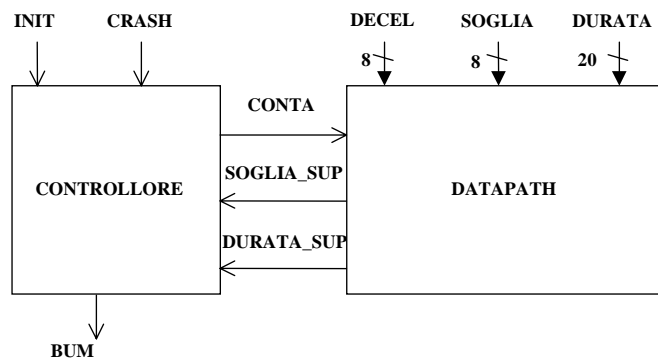 INIT CRASH DECEL SOGLIA DURATA
8 8 20
CONTA
SOGLIA_SUP
CONTROLLORE DATAPATH
DURATA_SUP
BUM